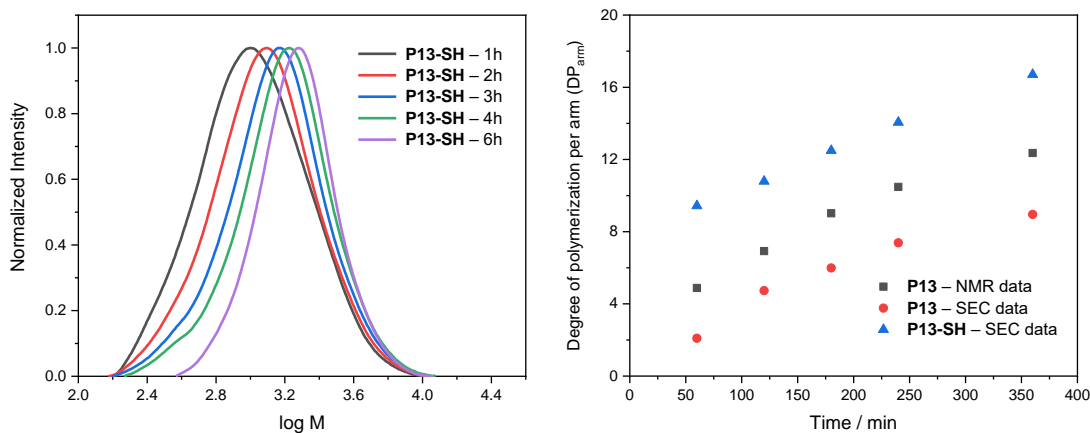 1.0
0.8
0.6
0.4
0.2
0.0
Normalized Intensity
P13-SH – 1h
P13-SH – 2h
P13-SH – 3h
P13-SH – 4h
P13-SH – 6h
2.0 2.4 2.8 3.2 3.6 4.0 4.4
log M
16
12
8
4
0
Degree of polymerization per arm (DParm)
P13 – NMR data
P13 – SEC data
P13-SH – SEC data
0 50 100 150 200 250 300 350 400
Time / min